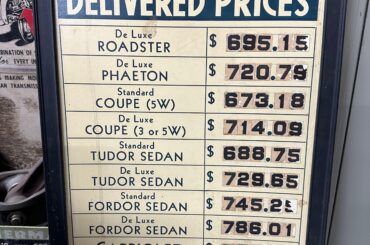 DELIVERED PRICES
De Luxe
ROADSTER $ 695.15
De Luxe
PHAETON $ 720.79
Standard
COUPE (5W) $ 673.18
De Luxe
COUPE (3 or 5W) $ 714.09
Standard
TUDOR SEDAN $ 688.75
De Luxe
TUDOR SEDAN $ 729.65
Standard
FORDOR SEDAN $ 745.25
De Luxe
FORDOR SEDAN $ 786.01